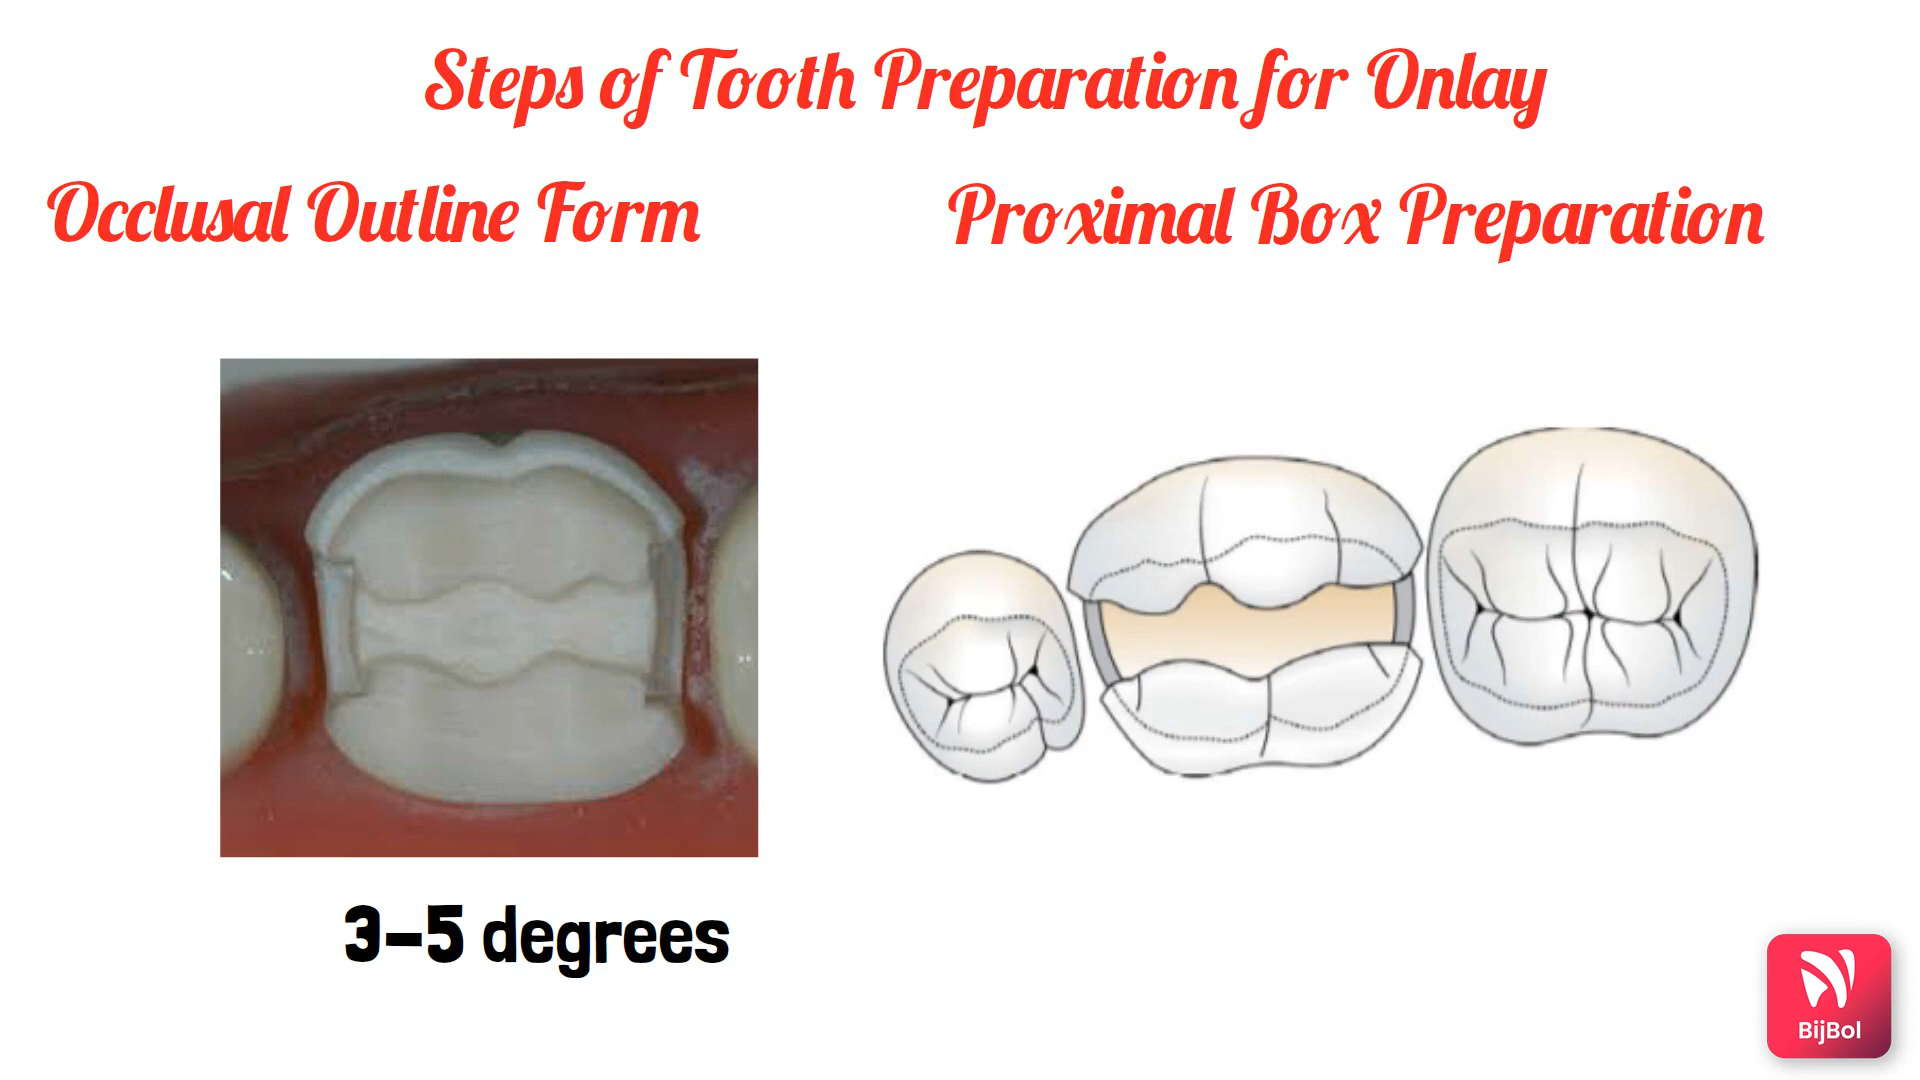 Steps of Tooth Preparation for Onlay
Occlusal Outline Form
Proximal Box Preparation
3–5 degrees
BijBol